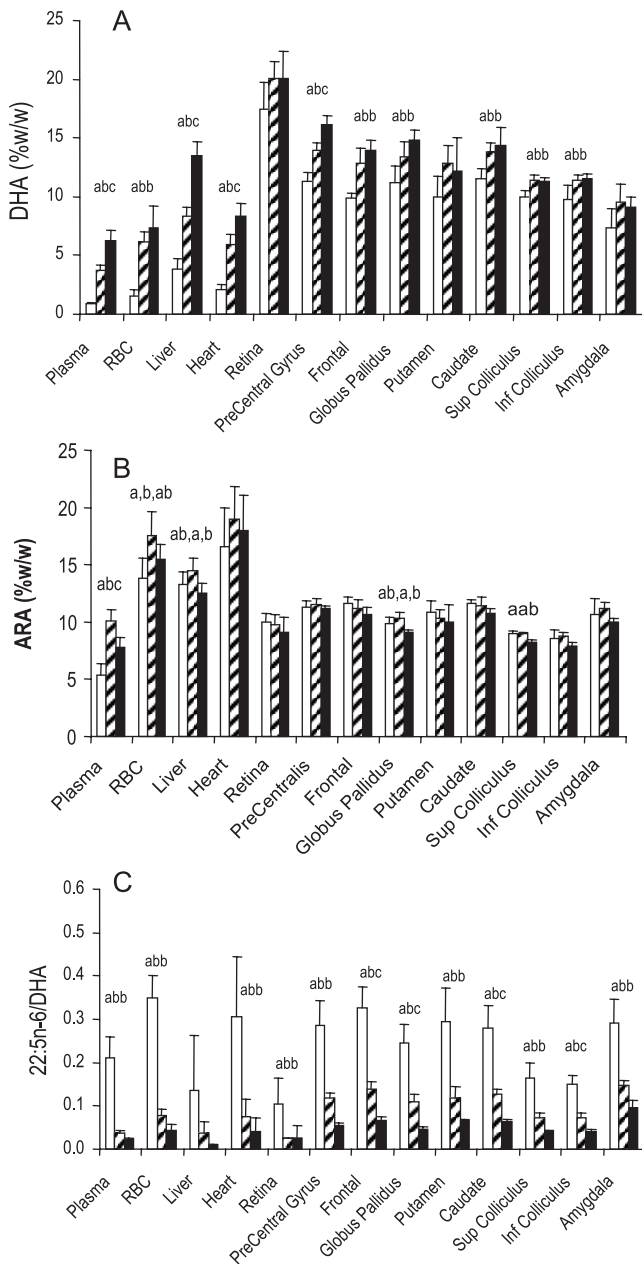 A
DHA (%w/w)
25
20
15
10
5
0
abc
abb
abc
abc
abc
abb
abb
abb
abb
abb
Plasma
RBC
Liver
Heart
Retina
PreCentral Gyrus
Frontal
Globus Pallidus
Putamen
Caudate
Sup Colliculus
Inf Colliculus
Amygdala
B
ARA (%w/w)
25
20
15
10
5
0
abc
a,b,ab
ab,a,b
ab,a,b
aab
Plasma
RBC
Liver
Heart
Retina
PreCentralis
Frontal
Globus Pallidus
Putamen
Caudate
Sup Colliculus
Inf Colliculus
Amygdala
C
22:5n-6/DHA
0.6
0.5
0.4
0.3
0.2
0.1
0.0
abb
abb
abb
abb
abb
abc
abc
abb
abc
abb
abc
abb
Plasma
RBC
Liver
Heart
Retina
PreCentral Gyrus
Frontal
Globus Pallidus
Putamen
Caudate
Sup Colliculus
Inf Colliculus
Amygdala